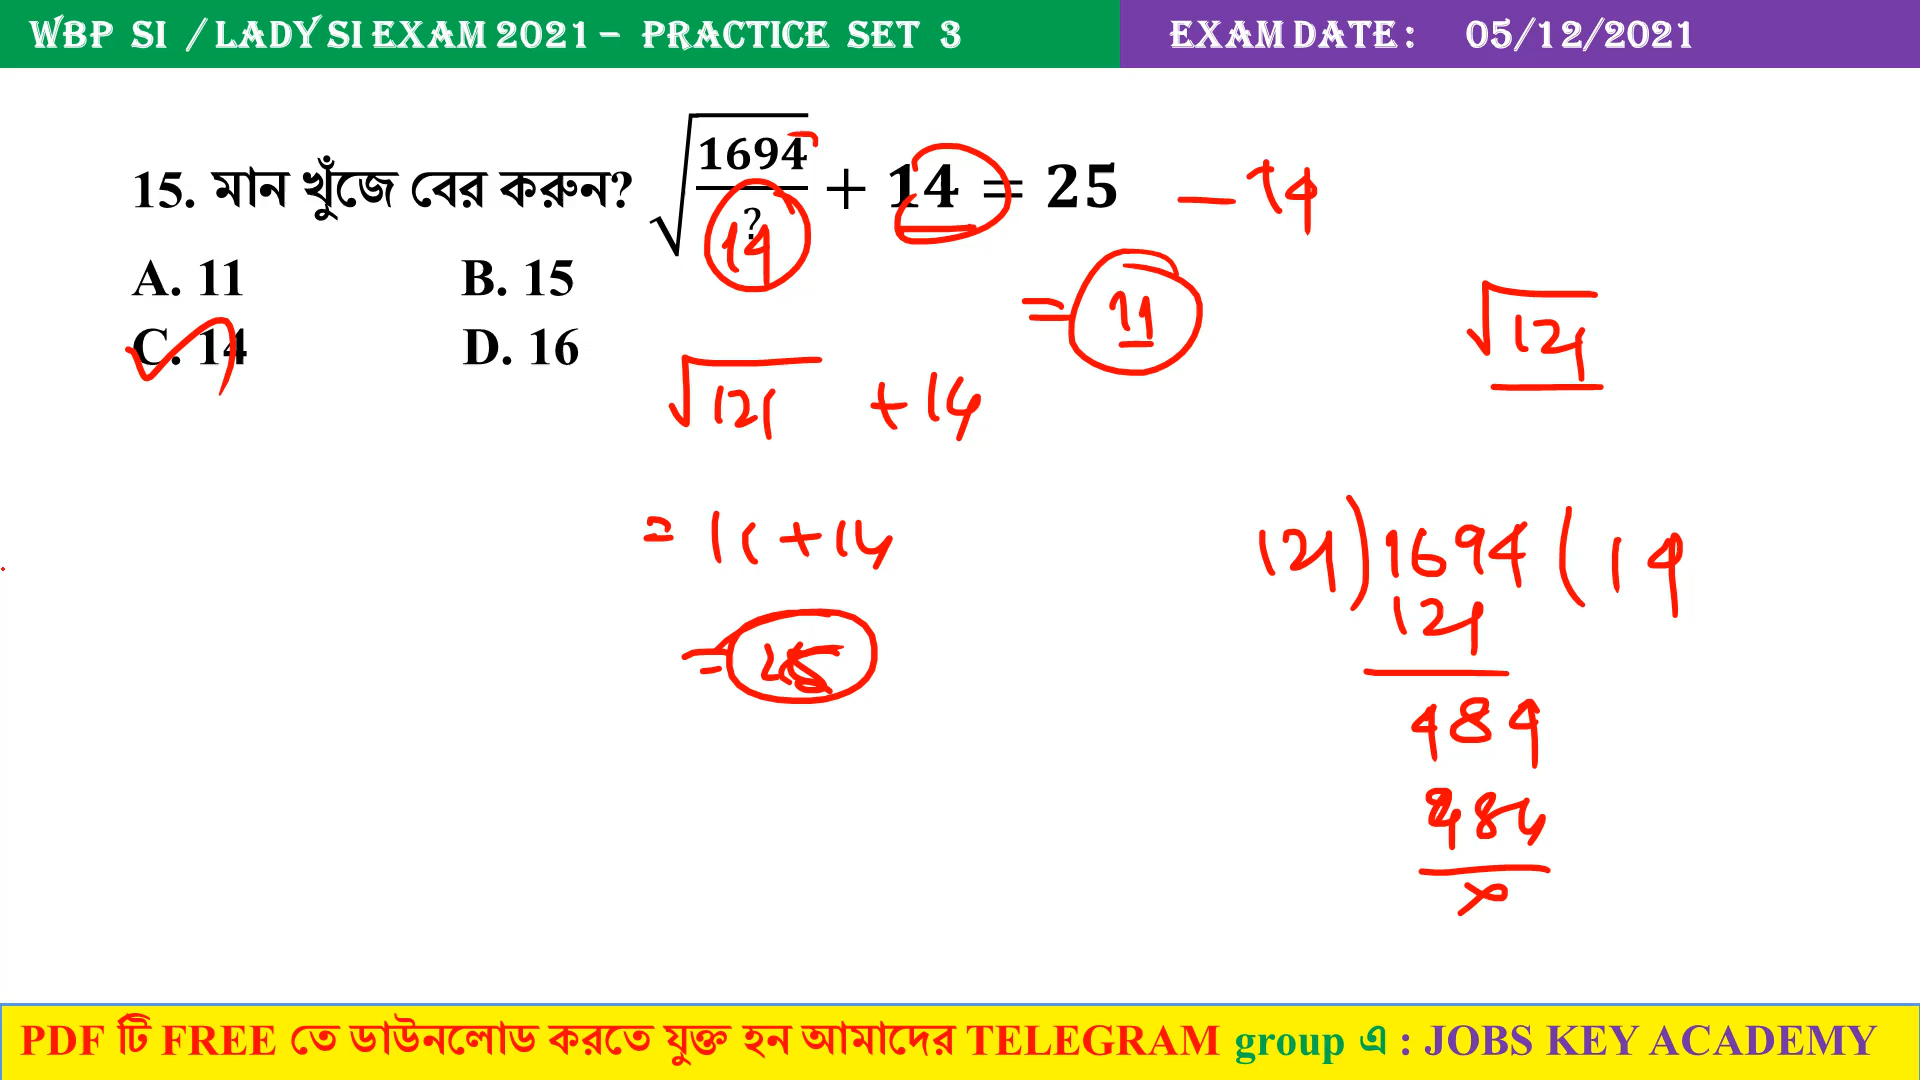 WBP SI / LADY SI EXAM 2021 – PRACTICE SET 3
EXAM DATE : 05/12/2021
15. মান খুঁজে বের করুন? √(1694/?) + 14 = 25
– 14
14
A. 11 B. 15
= 11
√121
C. 14 D. 16
√121 + 14
= 11 + 14
121) 1694 ( 14
121
= 25
484
484
×
PDF টি FREE তে ডাউনলোড করতে যুক্ত হন আমাদের TELEGRAM group এ : JOBS KEY ACADEMY